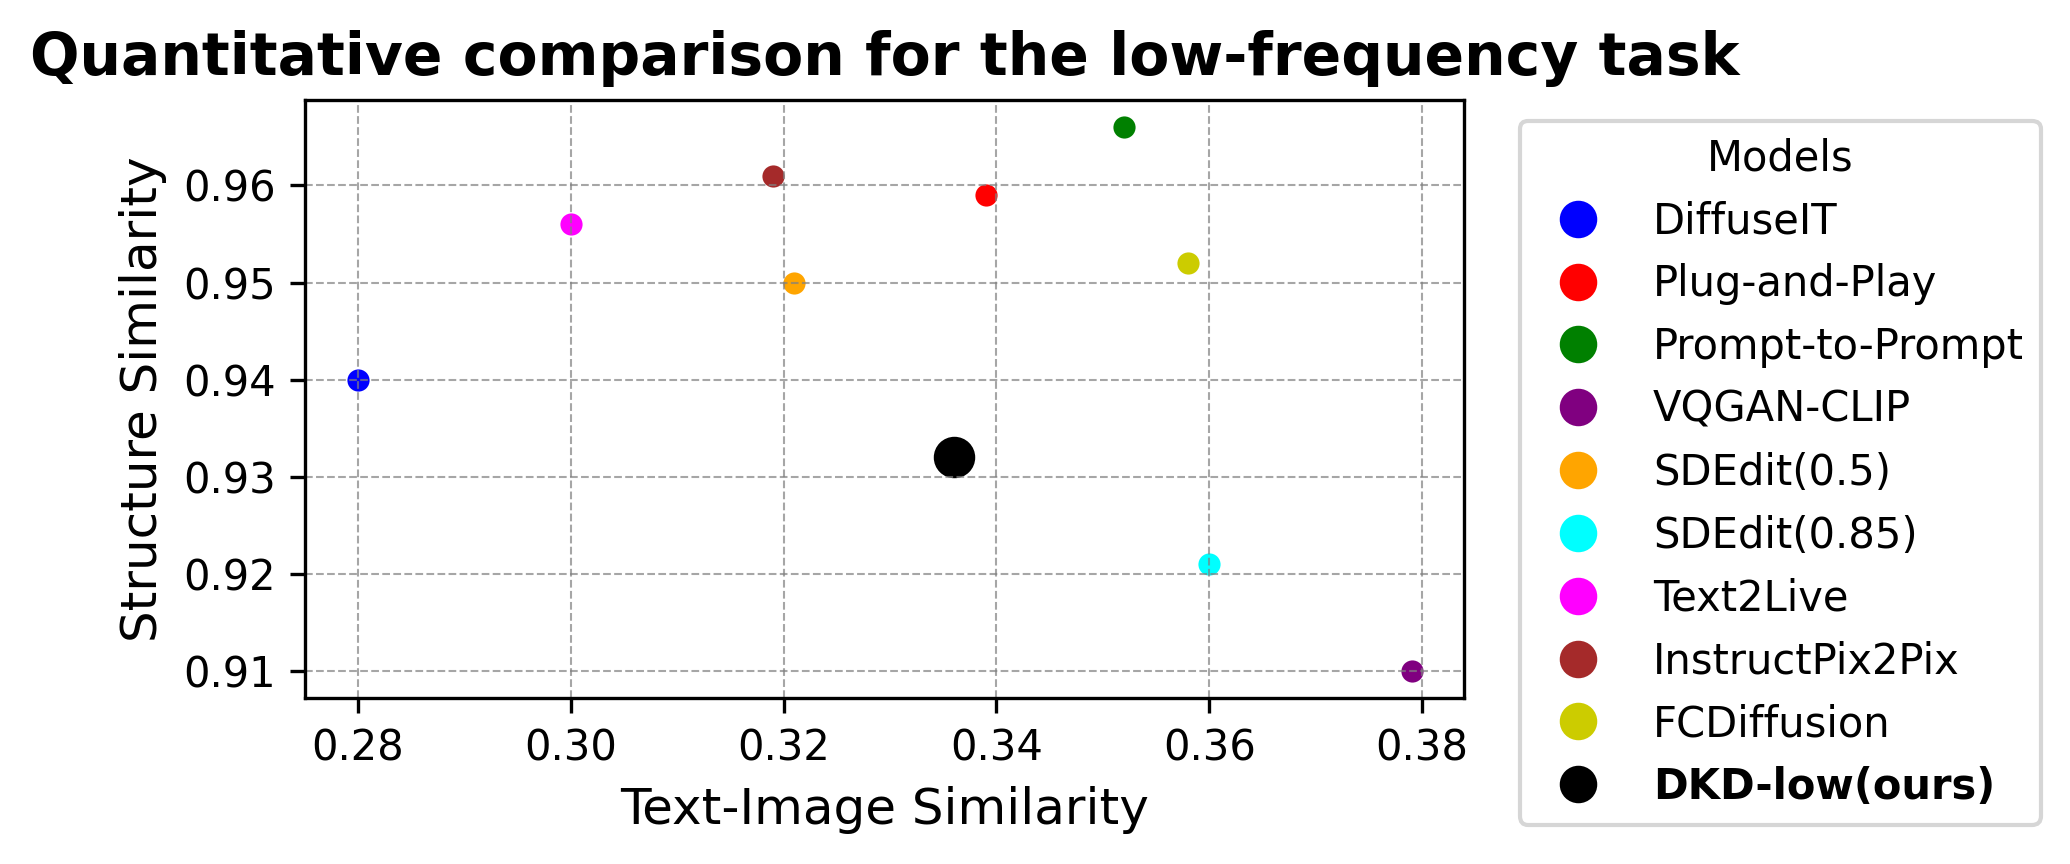 Quantitative comparison for the low-frequency task
Structure Similarity
0.96
0.95
0.94
0.93
0.92
0.91
0.28 0.30 0.32 0.34 0.36 0.38
Text-Image Similarity
Models
DiffuseIT
Plug-and-Play
Prompt-to-Prompt
VQGAN-CLIP
SDEdit(0.5)
SDEdit(0.85)
Text2Live
InstructPix2Pix
FCDiffusion
DKD-low(ours)